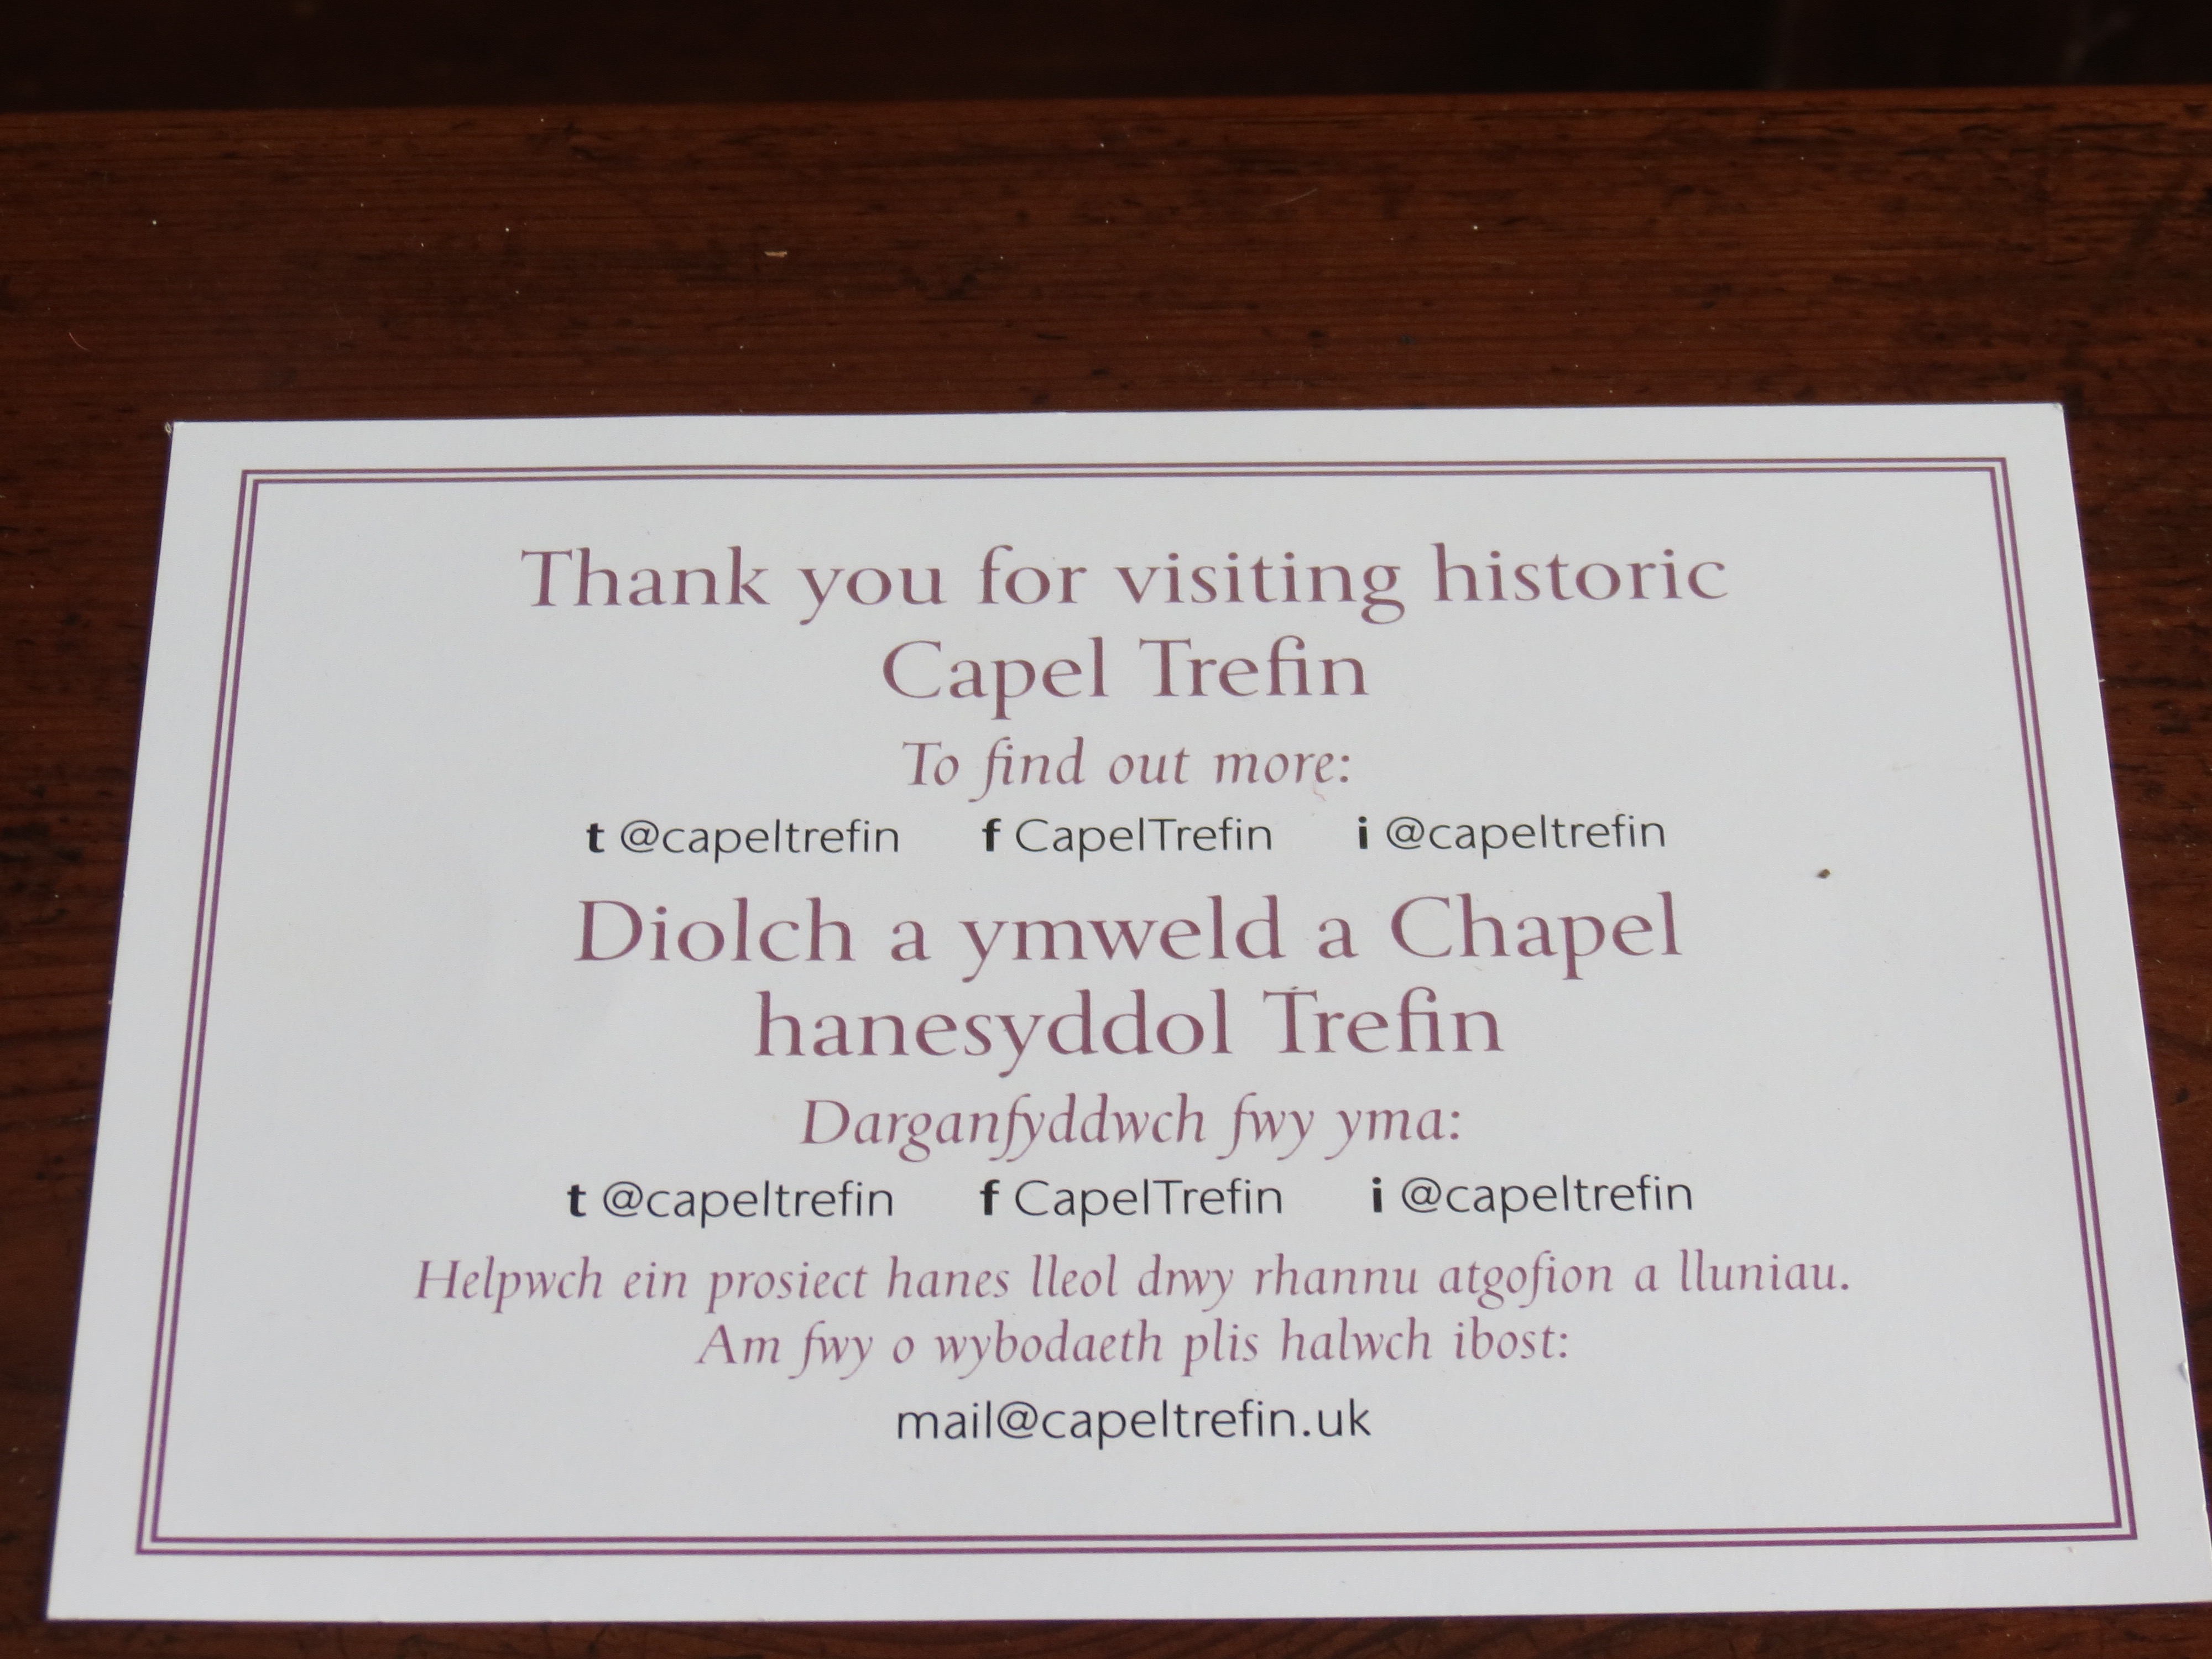 Thank you for visiting historic
Capel Trefin
To find out more:
t @capeltrefin f CapelTrefin i @capeltrefin
Diolch a ymweld a Chapel
hanesyddol Trefin
Darganfyddwch fwy yma:
t @capeltrefin f CapelTrefin i @capeltrefin
Helpwch ein prosiect hanes lleol drwy rhannu atgofion a lluniau.
Am fwy o wybodaeth plis halwch ibost:
mail@capeltrefin.uk